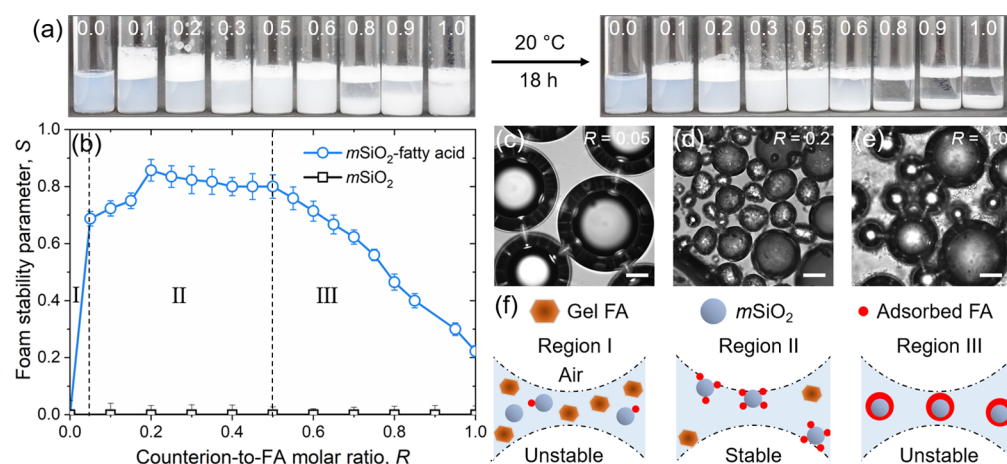 (a)
0.0 0.1 0.2 0.3 0.5 0.6 0.8 0.9 1.0
20 °C
18 h
0.0 0.1 0.2 0.3 0.5 0.6 0.8 0.9 1.0
(b)
Foam stability parameter, S
1.0
0.8
0.6
0.4
0.2
0.0
mSiO₂-fatty acid
mSiO₂
I
II
III
0.0 0.2 0.4 0.6 0.8 1.0
Counterion-to-FA molar ratio, R
(c) R = 0.05
(d) R = 0.2
(e) R = 1.0
(f)
Gel FA mSiO₂ Adsorbed FA
Region I Region II Region III
Air
Unstable Stable Unstable